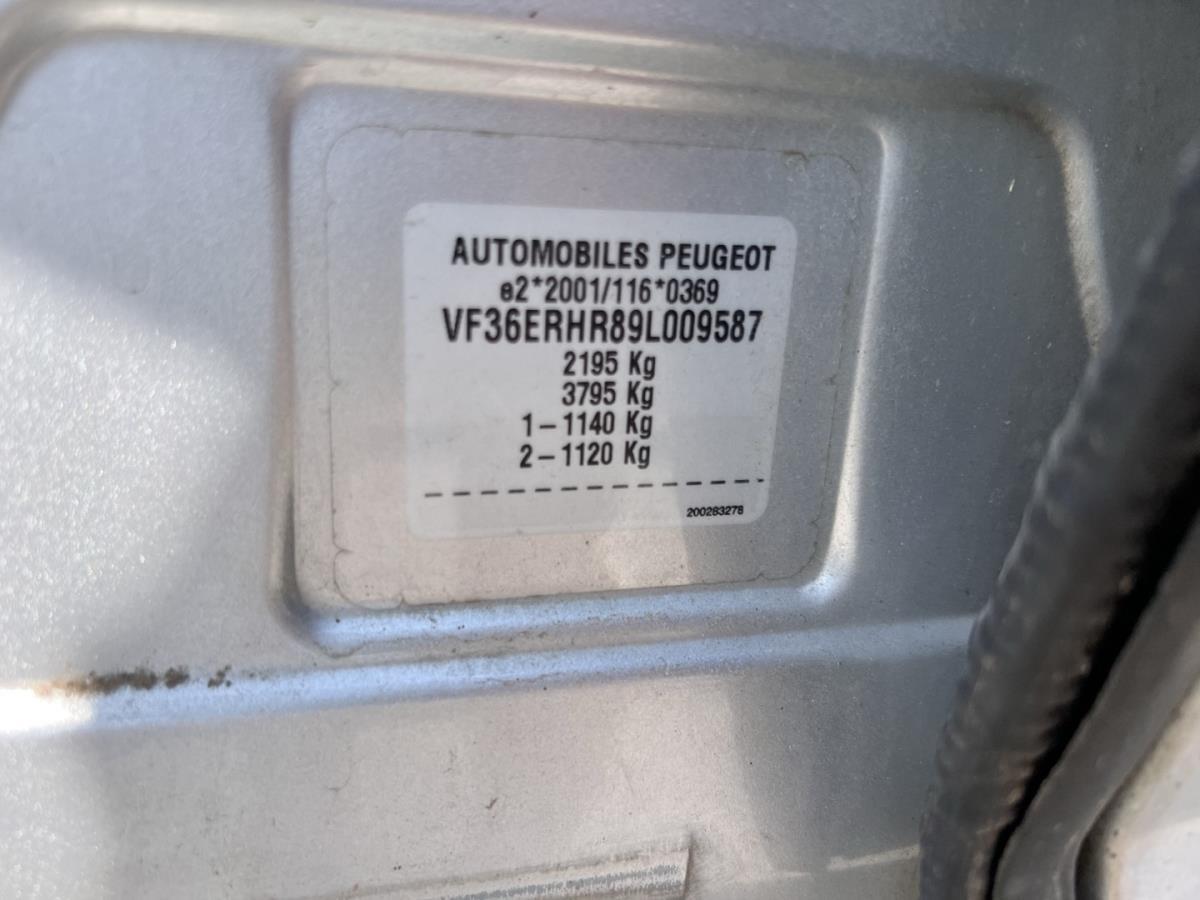 AUTOMOBILES PEUGEOT
e2*2001/116*0369
VF36ERHR89L009587
2195 Kg
3795 Kg
1-1140 Kg
2-1120 Kg
200283278